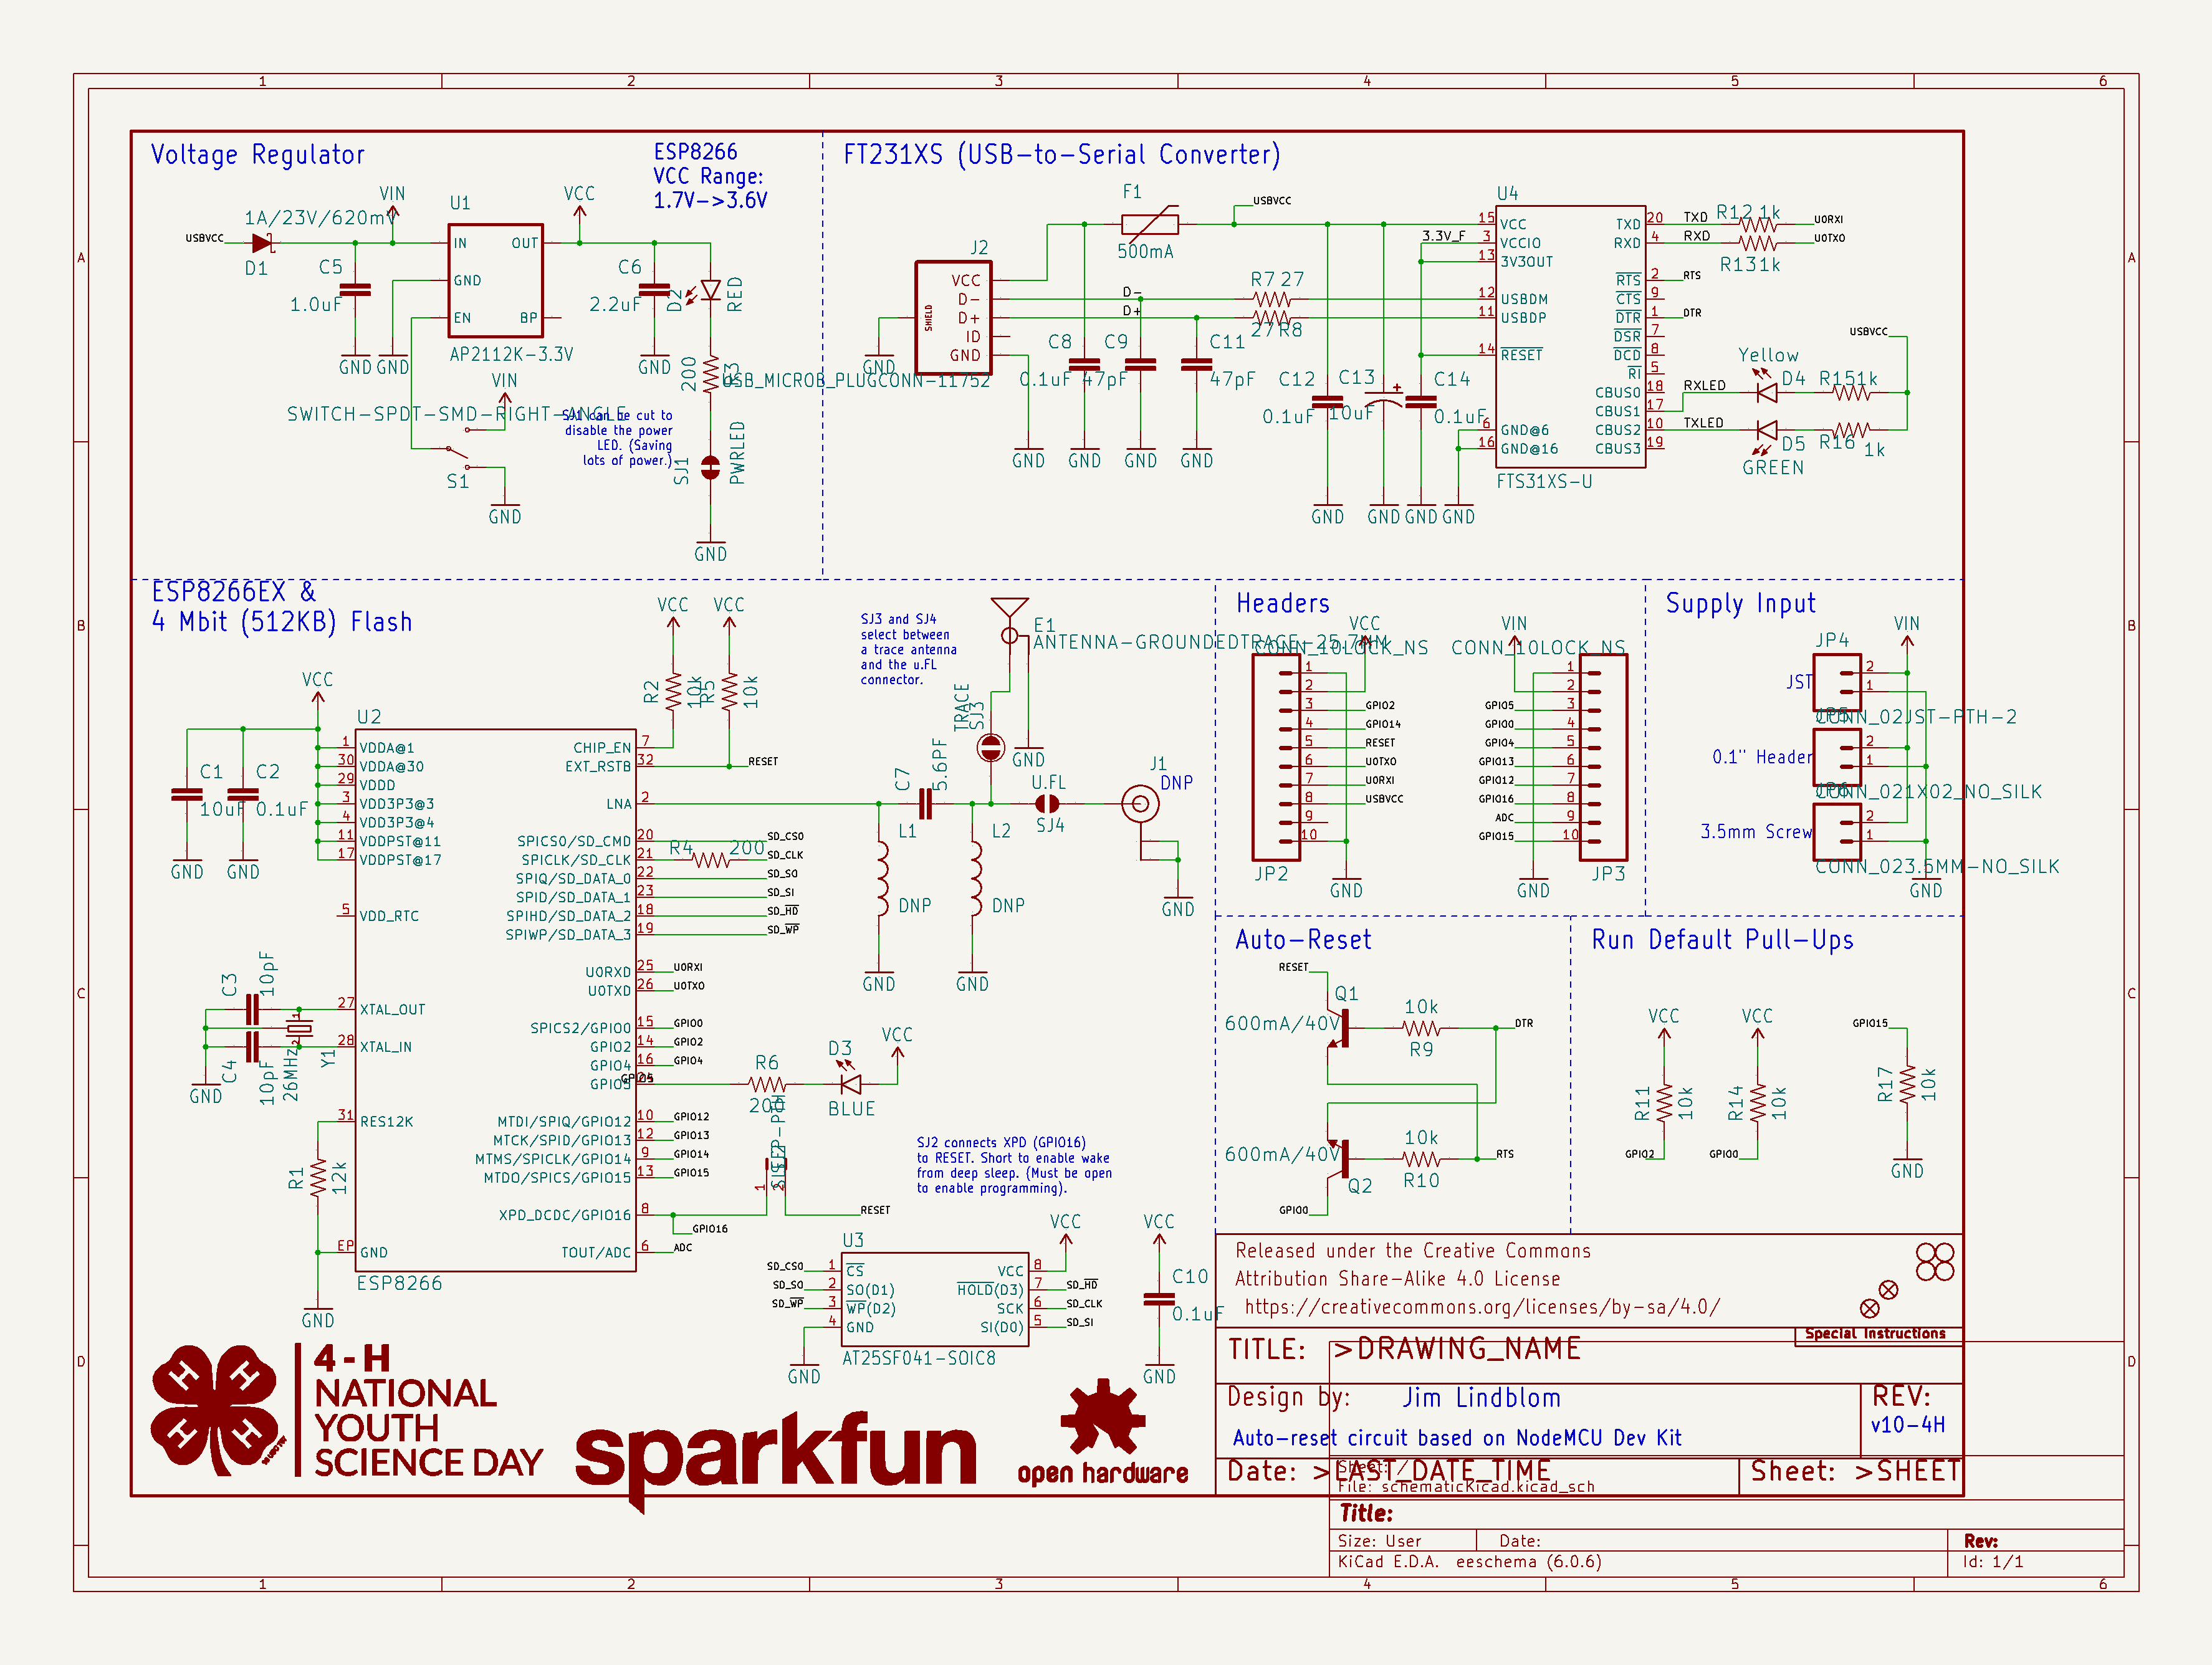 1 2 3 4 5 6
A
B
C
D
Voltage Regulator
ESP8266
VCC Range:
1.7V->3.6V
USBVCC
1A/23V/620mV
D1
VIN
C5
1.0uF
GND
GND
U1
IN
OUT
GND
EN
BP
AP2112K-3.3V
VCC
C6
2.2uF
GND
D2
RED
200
PWRLED
SJ1
GND
VIN
SWITCH-SPDT-SMD-RIGHT-ANGLE
S1
GND
SJ1 can be cut to
disable the power
LED. (Saving
lots of power.)
FT231XS (USB-to-Serial Converter)
J2
VCC
D-
D+
ID
GND
SHIELD
GND
USB_MICROB_PLUGCONN-11752
F1
500mA
USBVCC
D-
D+
R7 27
27 R8
C8
0.1uF
C9
47pF
C11
47pF
GND GND GND GND
C12
0.1uF
C13
10uF
C14
0.1uF
GND GND GND GND
3.3V_F
U4
15 VCC
3 VCCIO
13 3V3OUT
12 USBDM
11 USBDP
14 RESET
6 GND@6
16 GND@16
TXD 20
RXD 4
RTS 2
CTS 9
DTR 1
DSR 7
DCD 8
RI 5
CBUS0 18
CBUS1 17
CBUS2 10
CBUS3 19
FTS31XS-U
TXD R12 1k U0RXI
RXD R13 1k U0TXO
RTS
DTR
USBVCC
RXLED
Yellow
D4
R15 1k
TXLED
D5
GREEN
R16
1k
ESP8266EX &
4 Mbit (512KB) Flash
VCC
C1
10uF
C2
0.1uF
GND GND
U2
1 VDDA@1
30 VDDA@30
29 VDDD
3 VDD3P3@3
4 VDD3P3@4
11 VDDPST@11
17 VDDPST@17
5 VDD_RTC
27 XTAL_OUT
28 XTAL_IN
31 RES12K
EP GND
ESP8266
CHIP_EN 7
EXT_RSTB 32
LNA 2
SPICS0/SD_CMD 20 SD_CS0
SPICLK/SD_CLK 21 R4 200 SD_CLK
SPIQ/SD_DATA_0 22 SD_SO
SPID/SD_DATA_1 23 SD_SI
SPIHD/SD_DATA_2 18 SD_HD
SPIWP/SD_DATA_3 19 SD_WP
U0RXD 25 U0RXI
U0TXD 26 U0TXO
SPICS2/GPIO0 15 GPIO0
GPIO2 14 GPIO2
GPIO4 16 GPIO4
GPIO5 24 GPIO5
MTDI/SPIQ/GPIO12 10 GPIO12
MTCK/SPID/GPIO13 12 GPIO13
MTMS/SPICLK/GPIO14 9 GPIO14
MTDO/SPICS/GPIO15 13 GPIO15
XPD_DCDC/GPIO16 8 GPIO16
TOUT/ADC 6 ADC
C3
10pF
C4
10pF
26MHz
Y1
1
2
GND
R1
12k
GND
VCC VCC
R2
10k
R5
10k
RESET
SJ3 and SJ4
select between
a trace antenna
and the u.FL
connector.
E1
ANTENNA-GROUNDEDTRACE-25.7MM
TRACE
SJ3
GND
C7
5.6PF
L1
DNP
L2
DNP
GND
GND
U.FL
SJ4
J1
DNP
GND
R6
200
D3
BLUE
VCC
1
RESET
SJ2 connects XPD (GPIO16)
to RESET. Short to enable wake
from deep sleep. (Must be open
to enable programming).
U3
SD_CS0 1 CS
SD_SO 2 SO(D1)
SD_WP 3 WP(D2)
4 GND
VCC 8
HOLD(D3) 7 SD_HD
SCK 6 SD_CLK
SI(D0) 5 SD_SI
AT25SF041-SOIC8
GND
VCC
VCC
C10
0.1uF
GND
Headers
CONN_10LOCK_NS
VCC
1
2
3 GPIO2
4 GPIO14
5 RESET
6 U0TXO
7 U0RXI
8 USBVCC
9
10
JP2
GND
CONN_10LOCK_NS
VIN
1
2
GPIO5 3
GPIO0 4
GPIO4 5
GPIO13 6
GPIO12 7
GPIO16 8
ADC 9
GPIO15 10
JP3
GND
Supply Input
VIN
JP4
JST
2
1
CONN_02JST-PTH-2
0.1" Header
2
1
CONN_021X02_NO_SILK
3.5mm Screw
2
1
CONN_023.5MM-NO_SILK
GND
Auto-Reset
RESET
Q1
600mA/40V
10k
R9
DTR
600mA/40V
Q2
10k
R10
RTS
GPIO0
Run Default Pull-Ups
VCC
R11
10k
GPIO2
VCC
R14
10k
GPIO0
GPIO15
R17
10k
GND
Released under the Creative Commons
Attribution Share-Alike 4.0 License
https://creativecommons.org/licenses/by-sa/4.0/
Special Instructions
TITLE: >DRAWING_NAME
Design by: Jim Lindblom
REV:
v10-4H
Auto-reset circuit based on NodeMCU Dev Kit
Date: >LAST_DATE_TIME
Sheet: >SHEET
Sheet: /
File: schematicKicad.kicad_sch
Title:
Size: User Date: Rev:
KiCad E.D.A. eeschema (6.0.6) Id: 1/1
H H H H
4-H
NATIONAL
YOUTH
SCIENCE DAY
sparkfun
open hardware
1 2 3 4 5 6